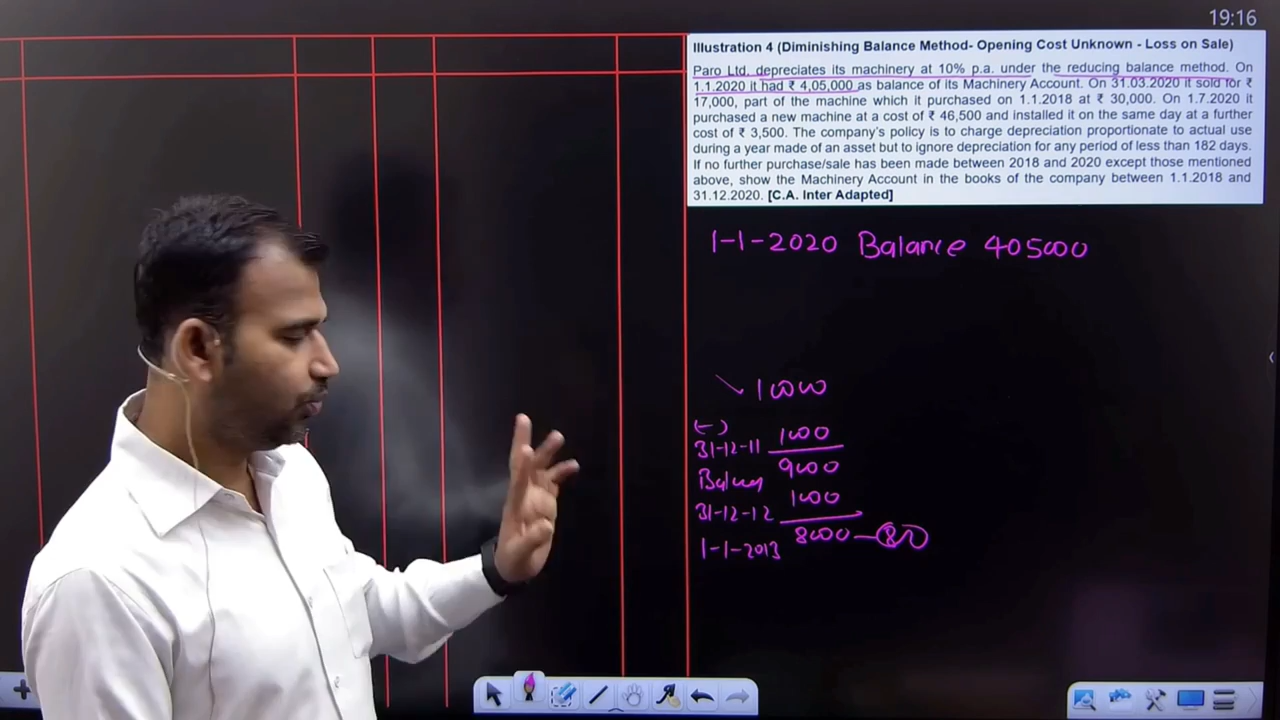 19:16
Illustration 4 (Diminishing Balance Method- Opening Cost Unknown - Loss on Sale)
Paro Ltd. depreciates its machinery at 10% p.a. under the reducing balance method. On
1.1.2020 it had ₹ 4,05,000 as balance of its Machinery Account. On 31.03.2020 it sold for ₹
17,000, part of the machine which it purchased on 1.1.2018 at ₹ 30,000. On 1.7.2020 it
purchased a new machine at a cost of ₹ 46,500 and installed it on the same day at a further
cost of ₹ 3,500. The company's policy is to charge depreciation proportionate to actual use
during a year made of an asset but to ignore depreciation for any period of less than 182 days.
If no further purchase/sale has been made between 2018 and 2020 except those mentioned
above, show the Machinery Account in the books of the company between 1.1.2018 and
31.12.2020. [C.A. Inter Adapted]
1-1-2020 Balance 405000
10000
(-)
31-12-11 1000
9000
31-12-12 1000
1-1-2013 8000